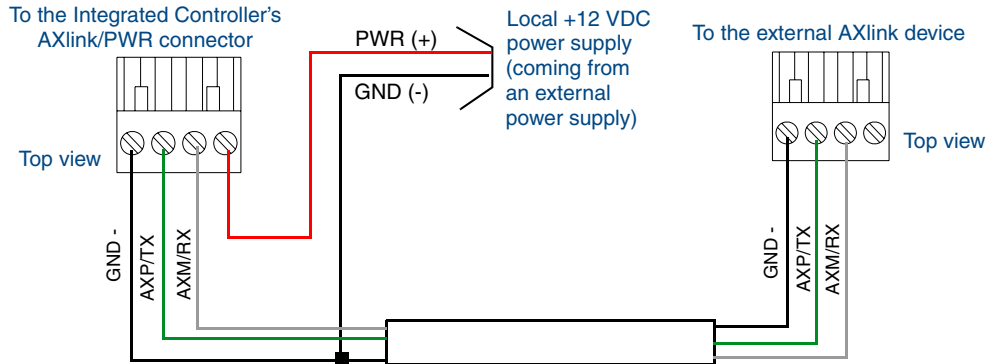 To the Integrated Controller's
AXlink/PWR connector
PWR (+)
GND (-)
Local +12 VDC
power supply
(coming from
an external
power supply)
To the external AXlink device
Top view
Top view
GND -
AXP/TX
AXM/RX
GND -
AXP/TX
AXM/RX